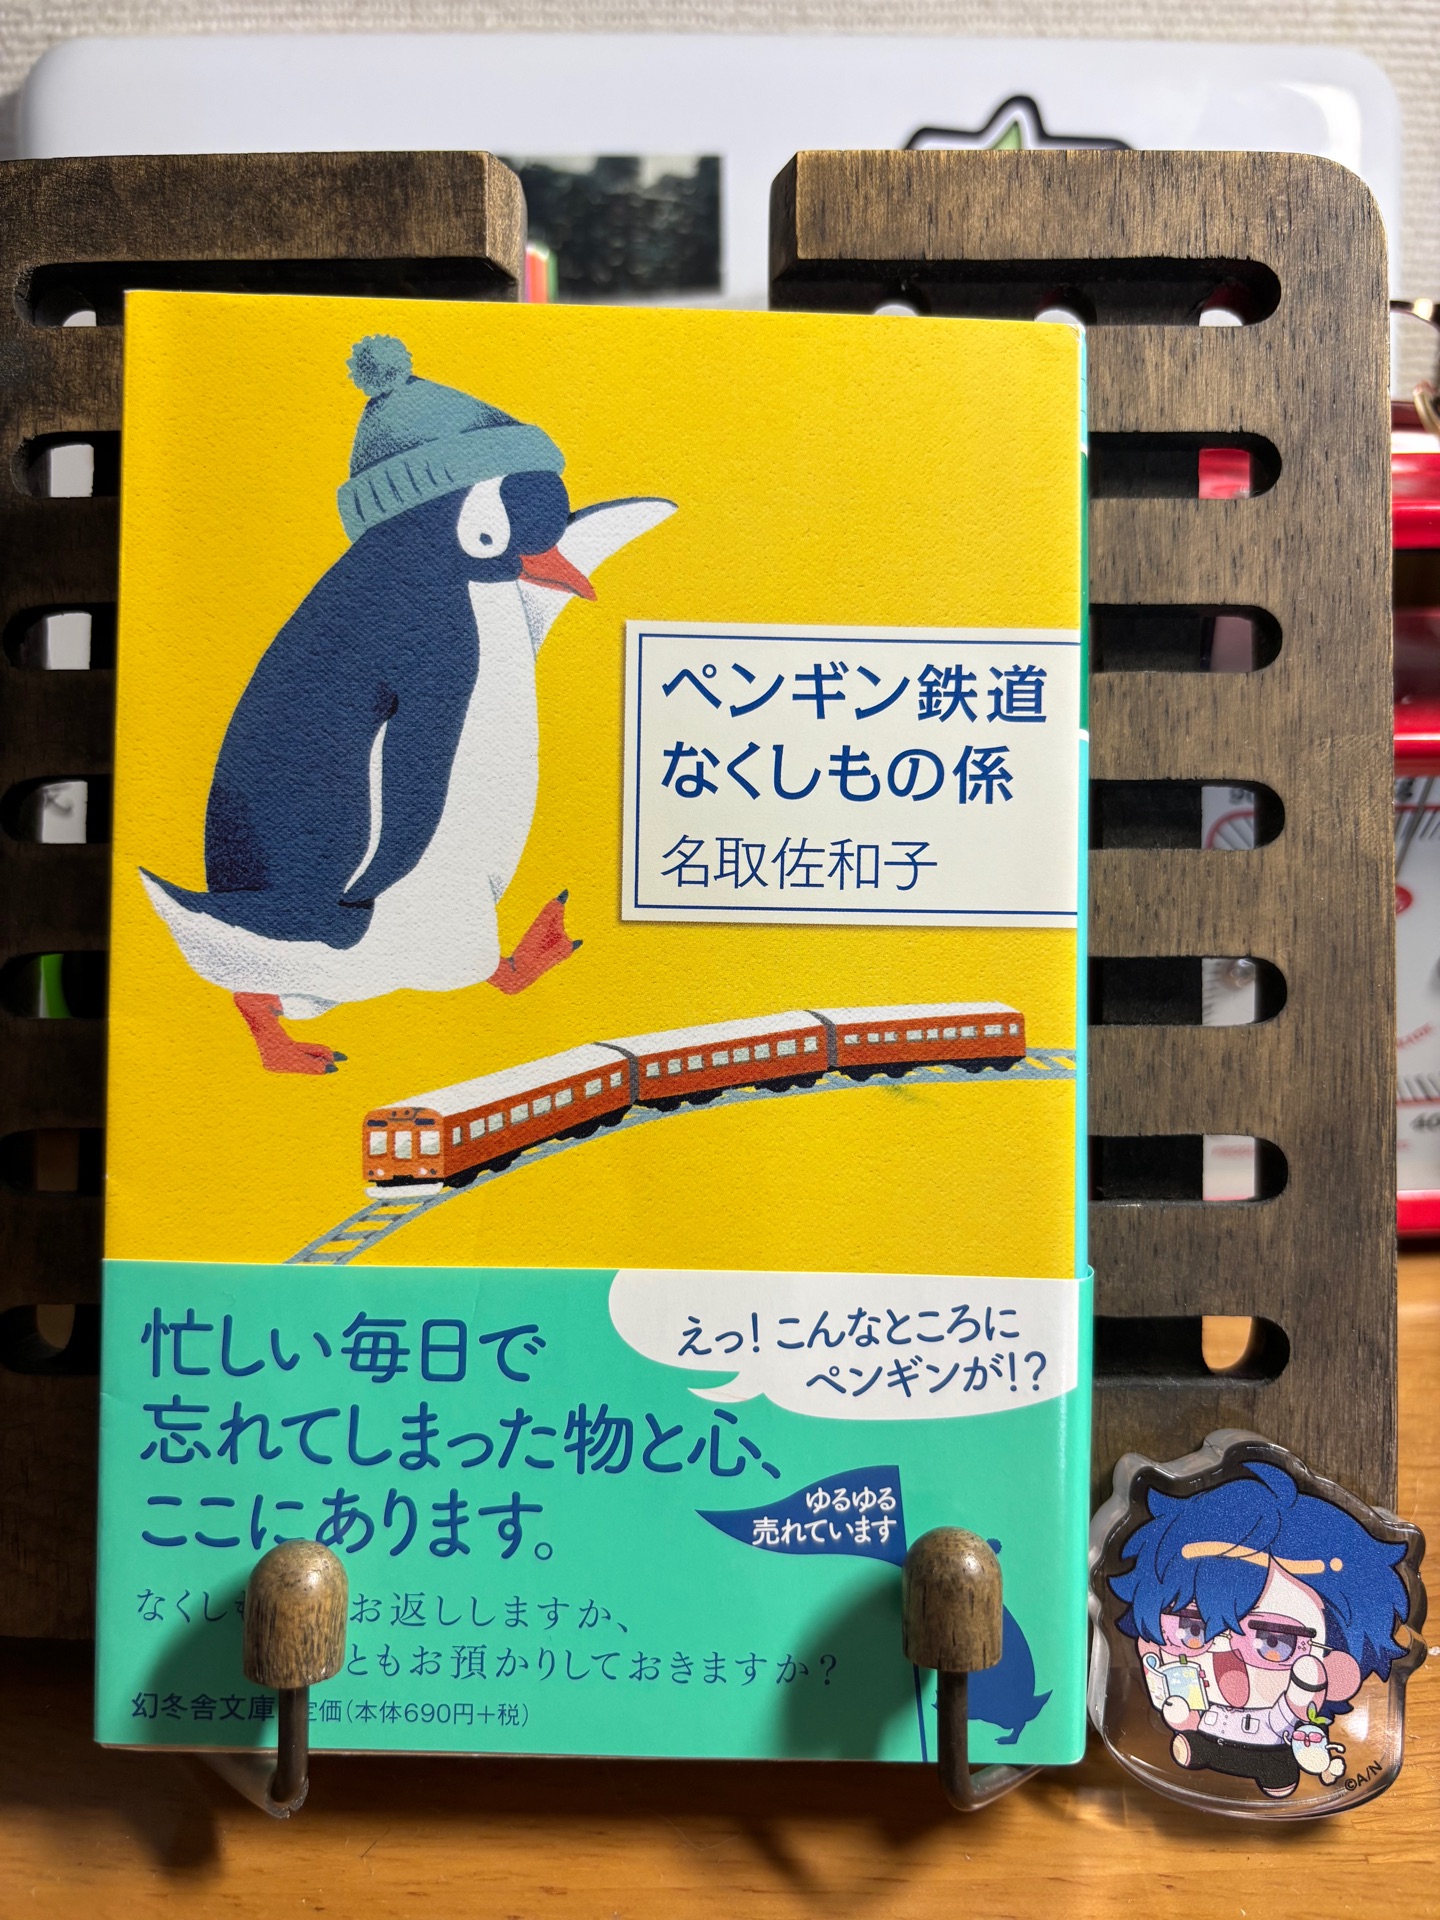 ペンギン鉄道
なくしもの係
名取佐和子
えっ！こんなところに
ペンギンが!?
忙しい毎日で
忘れてしまった物と心、
ここにあります。
ゆるゆる
売れています
なくし
お返ししますか、
ともお預かりしておきますか？
幻冬舎文庫
定価（本体690円＋税）
©A/N